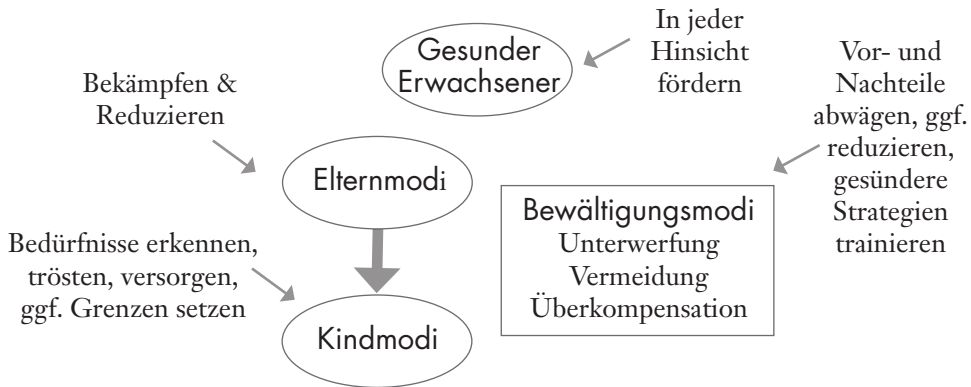 In jeder
Hinsicht
fördern
Gesunder
Erwachsener
Vor- und
Nachteile
abwägen, ggf.
reduzieren,
gesündere
Strategien
trainieren
Bekämpfen &
Reduzieren
Elternmodi
Bewältigungsmodi
Unterwerfung
Vermeidung
Überkompensation
Bedürfnisse erkennen,
trösten, versorgen,
ggf. Grenzen setzen
Kindmodi